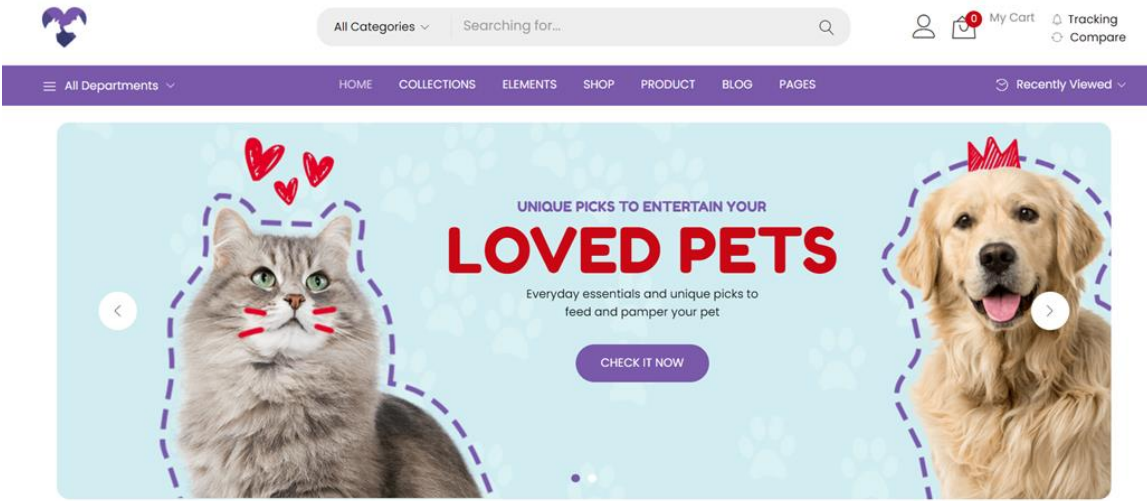 All Categories
Searching for...
0
My Cart
Tracking
Compare
All Departments
HOME
COLLECTIONS
ELEMENTS
SHOP
PRODUCT
BLOG
PAGES
Recently Viewed
UNIQUE PICKS TO ENTERTAIN YOUR
LOVED PETS
Everyday essentials and unique picks to
feed and pamper your pet
CHECK IT NOW